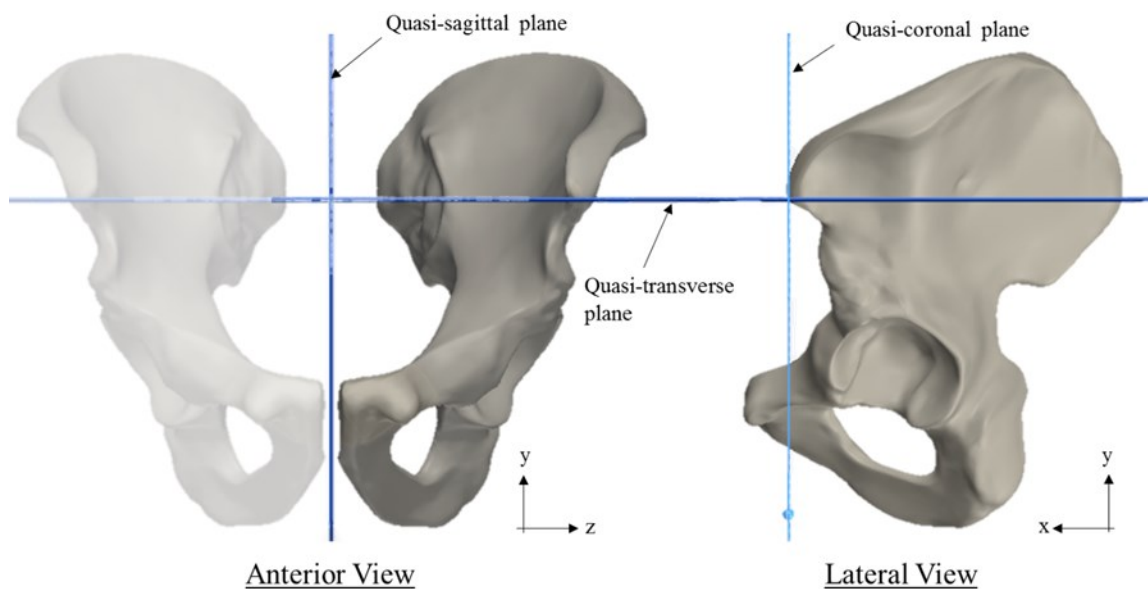 Quasi-sagittal plane
Quasi-coronal plane
Quasi-transverse
plane
y
z
y
x
Anterior View
Lateral View